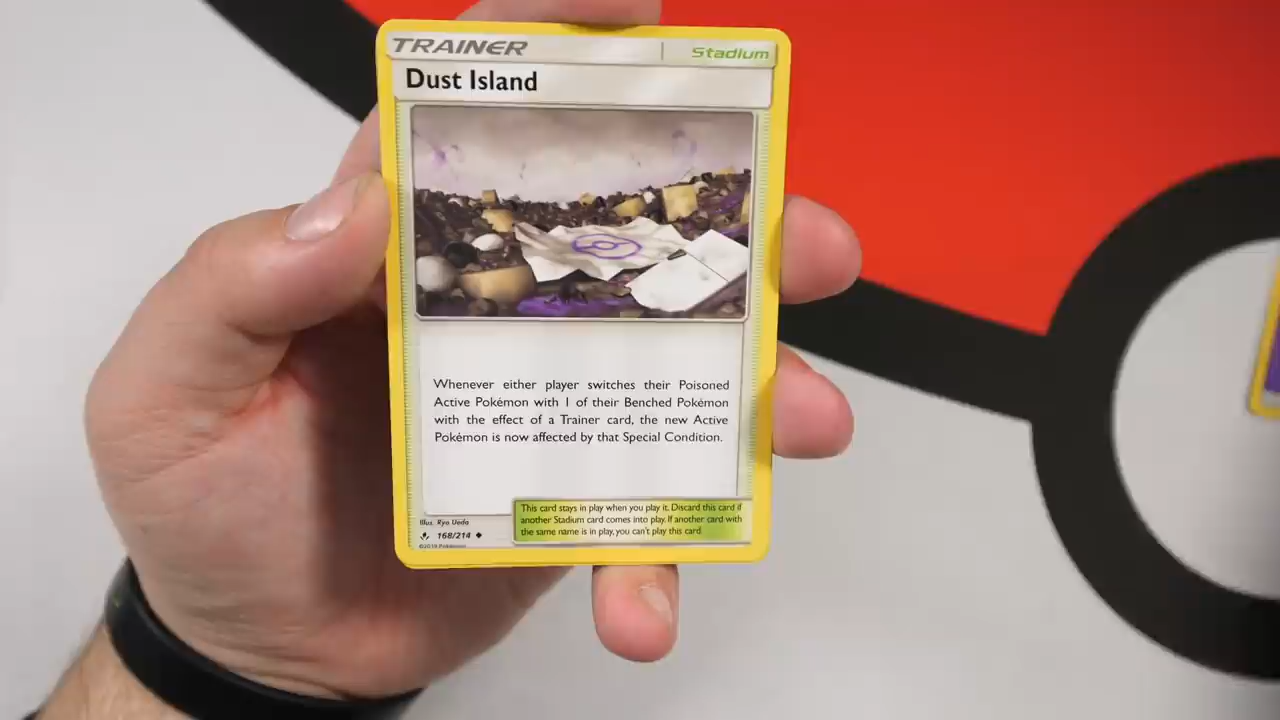 TRAINER
Stadium
Dust Island
Whenever either player switches their Poisoned
Active Pokémon with 1 of their Benched Pokémon
with the effect of a Trainer card, the new Active
Pokémon is now affected by that Special Condition.
This card stays in play when you play it. Discard this card if
another Stadium card comes into play. If another card with
the same name is in play, you can't play this card.
Illus. Ryo Ueda
168/214
©2019 Pokémon